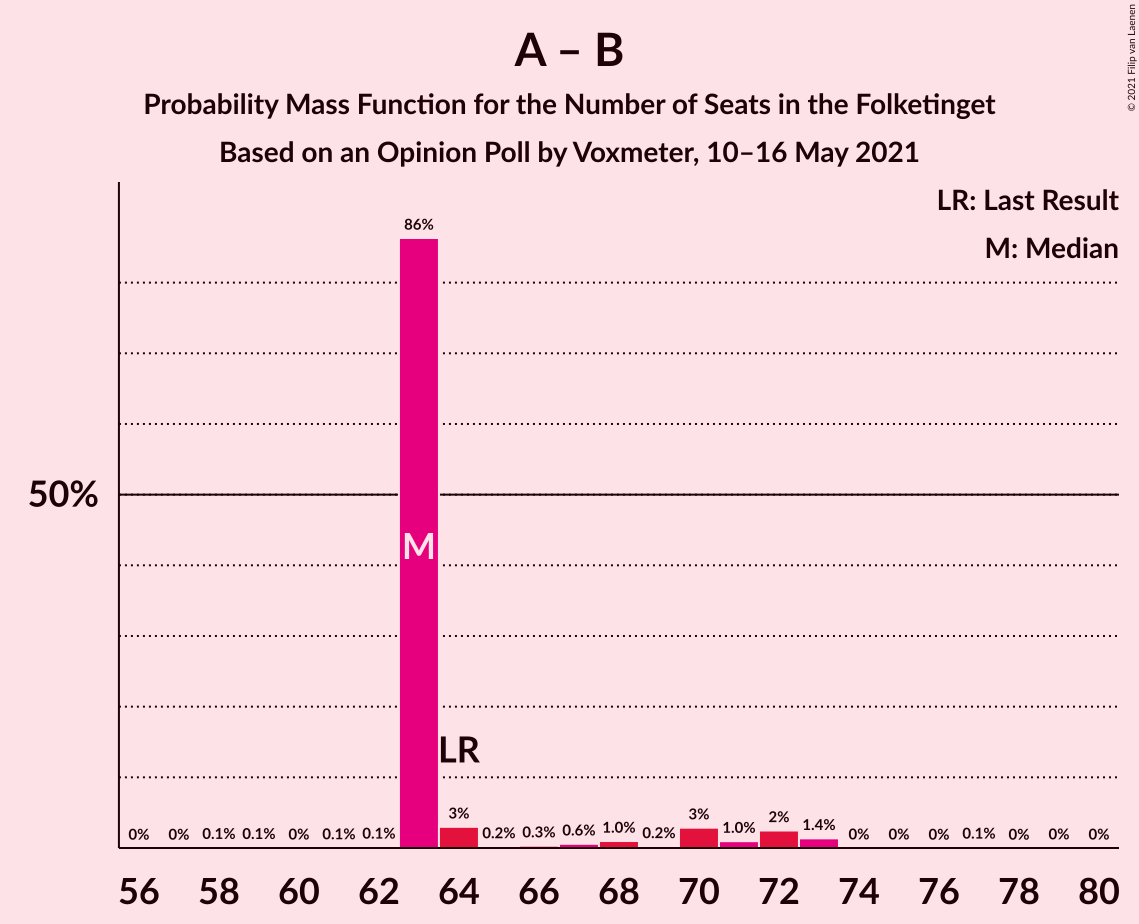 A – B
Probability Mass Function for the Number of Seats in the Folketinget
Based on an Opinion Poll by Voxmeter, 10–16 May 2021
© 2021 Filip van Laenen
LR: Last Result
M: Median
86%
50%
M
LR
0% 0% 0.1% 0.1% 0% 0.1% 0.1% 3% 0.2% 0.3% 0.6% 1.0% 0.2% 3% 1.0% 2% 1.4% 0% 0% 0% 0.1% 0% 0% 0%
56 58 60 62 64 66 68 70 72 74 76 78 80